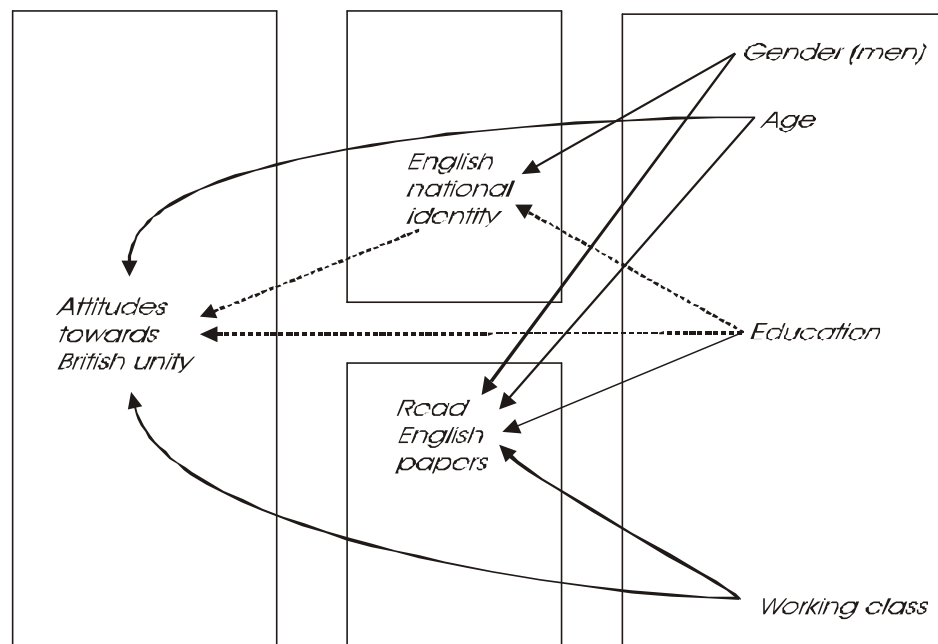 Gender (men)
Age
English
national
identity
Attitudes
towards
British unity
Education
Read
English
papers
Working class